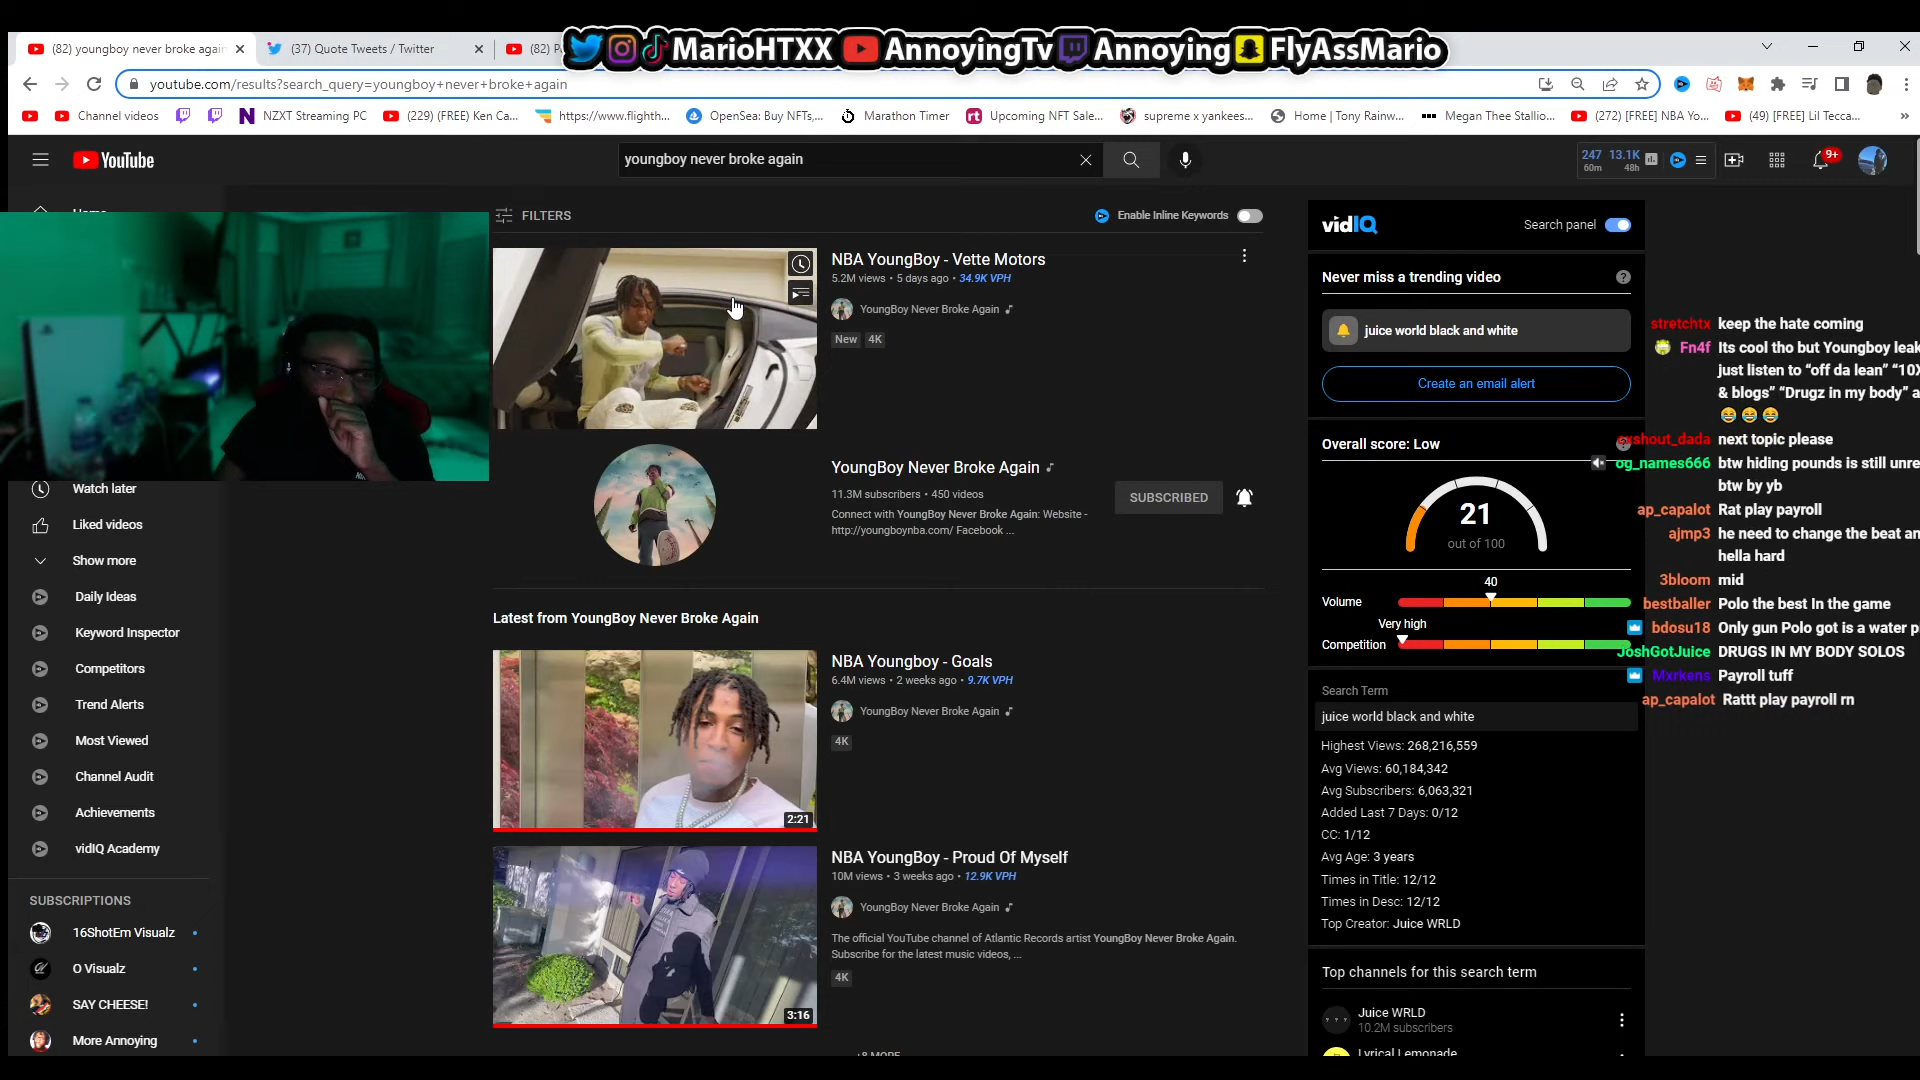 MarioHTXX AnnoyingTv Annoying FlyAssMario
(82) youngboy never broke again
(37) Quote Tweets / Twitter
(82)
youtube.com/results?search_query=youngboy+never+broke+again
Channel videos
NZXT Streaming PC
(229) (FREE) Ken Ca...
https://www.flighth...
OpenSea: Buy NFTs,...
Marathon Timer
Upcoming NFT Sale...
supreme x yankees...
Home | Tony Rainw...
Megan Thee Stallio...
(272) [FREE] NBA Yo...
(49) [FREE] Lil Tecca...
YouTube
youngboy never broke again
247 60m
13.1K 48h
9+
FILTERS
Enable Inline Keywords
Watch later
Liked videos
Show more
Daily Ideas
Keyword Inspector
Competitors
Trend Alerts
Most Viewed
Channel Audit
Achievements
vidIQ Academy
SUBSCRIPTIONS
16ShotEm Visualz
O Visualz
SAY CHEESE!
More Annoying
NBA YoungBoy - Vette Motors
5.2M views • 5 days ago • 34.9K VPH
YoungBoy Never Broke Again
New 4K
YoungBoy Never Broke Again
11.3M subscribers • 450 videos
Connect with YoungBoy Never Broke Again: Website -
http://youngboynba.com/ Facebook ...
SUBSCRIBED
Latest from YoungBoy Never Broke Again
2:21
NBA Youngboy - Goals
6.4M views • 2 weeks ago • 9.7K VPH
YoungBoy Never Broke Again
4K
3:16
NBA YoungBoy - Proud Of Myself
10M views • 3 weeks ago • 12.9K VPH
YoungBoy Never Broke Again
The official YouTube channel of Atlantic Records artist YoungBoy Never Broke Again.
Subscribe for the latest music videos, ...
4K
+8 MORE
vidIQ
Search panel
Never miss a trending video
juice world black and white
Create an email alert
Overall score: Low
21
out of 100
40
Volume
Very high
Competition
Search Term
juice world black and white
Highest Views: 268,216,559
Avg Views: 60,184,342
Avg Subscribers: 6,063,321
Added Last 7 Days: 0/12
CC: 1/12
Avg Age: 3 years
Times in Title: 12/12
Times in Desc: 12/12
Top Creator: Juice WRLD
Top channels for this search term
Juice WRLD
10.2M subscribers
Lyrical Lemonade
stretchtx keep the hate coming
Fn4f Its cool tho but Youngboy leak
just listen to “off da lean” “10X
& blogs” “Drugz in my body” a
next topic please
og_names666 btw hiding pounds is still unre
btw by yb
ap_capalot Rat play payroll
ajmp3 he need to change the beat an
hella hard
3bloom mid
bestballer Polo the best In the game
bdosu18 Only gun Polo got is a water p
JoshGotJuice DRUGS IN MY BODY SOLOS
Mxrkens Payroll tuff
ap_capalot Rattt play payroll rn